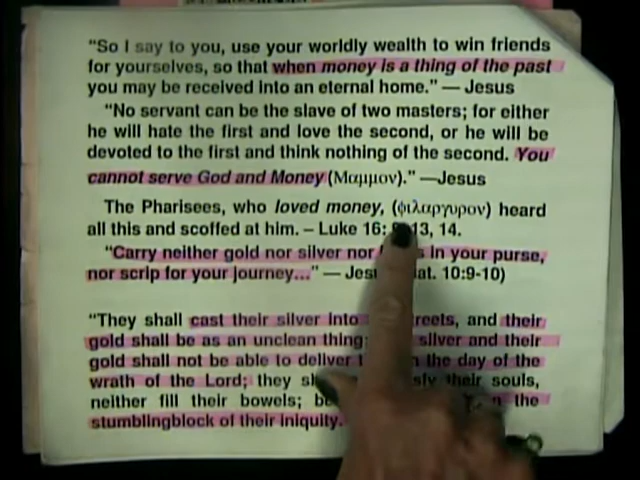 "So I say to you, use your worldly wealth to win friends
for yourselves, so that when money is a thing of the past
you may be received into an eternal home." — Jesus
"No servant can be the slave of two masters; for either
he will hate the first and love the second, or he will be
devoted to the first and think nothing of the second. You
cannot serve God and Money (Μαμμον)." —Jesus
The Pharisees, who loved money, (φιλαργυρον) heard
all this and scoffed at him. – Luke 16: 13, 14.
"Carry neither gold nor silver nor in your purse,
nor scrip for your journey..." — 10:9-10)
"They shall cast their silver into and their
gold shall be as an unclean thing: silver and their
gold shall not be able to deliver the day of the
wrath of the Lord; they their souls,
neither fill their bowels; the
stumblingblock of their iniquity.